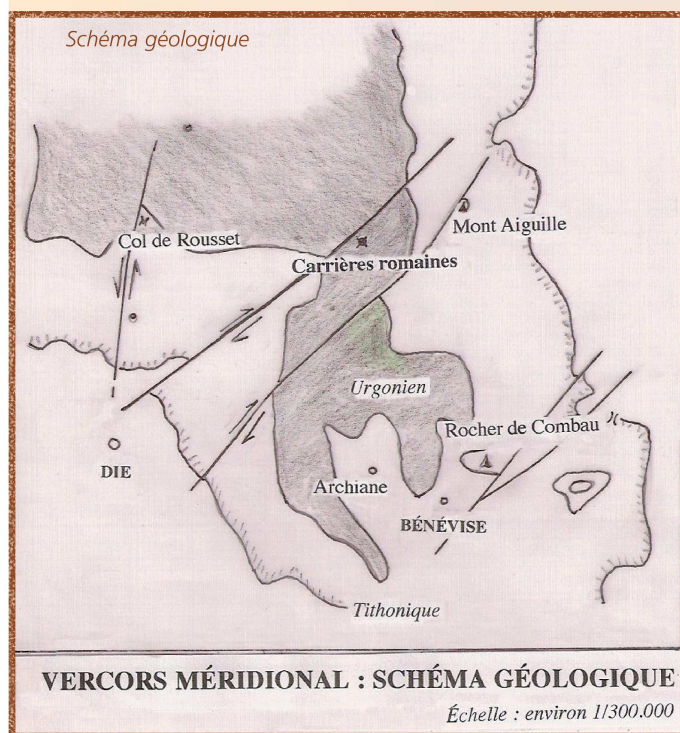 Schéma géologique
Col de Rousset
Mont Aiguille
Carrières romaines
Urgonien
Rocher de Combau
DIE
Archiane
BÉNÉVISE
Tithonique
VERCORS MÉRIDIONAL : SCHÉMA GÉOLOGIQUE
Échelle : environ 1/300.000